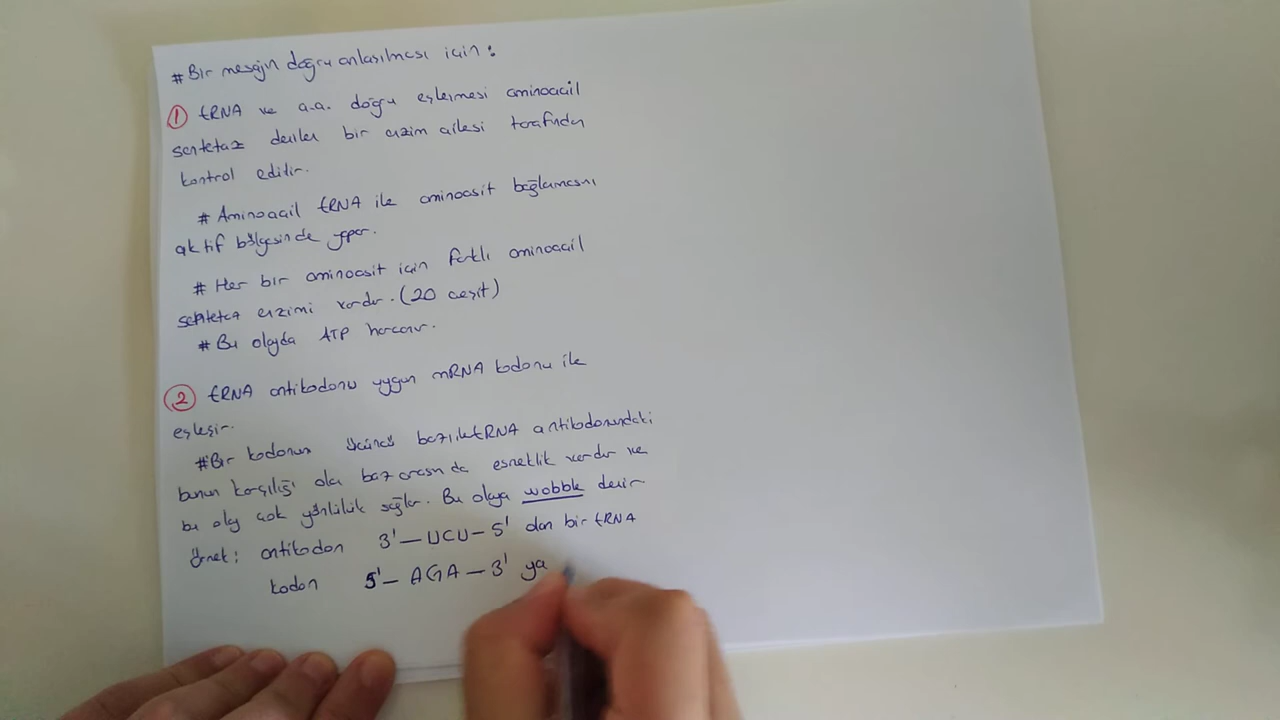 # Bir mesajın doğru anlaşılması için :
① tRNA ve a.a. doğru eşleşmesi aminoaçil
sentetaz denilen bir enzim ailesi tarafından
kontrol edilir.
# Aminoaçil tRNA ile aminoasit bağlamasını
aktif bölgesinde yapar.
# Her bir aminoasit için farklı aminoaçil
sentetaz enzimi vardır. (20 çeşit)
# Bu olayda ATP harcanır.
② tRNA antikodonu uygun mRNA kodonu ile
eşleşir.
#Bir kodonun üçüncü bazı ile tRNA antikodonundaki
bunun karşılığı olan baz arasında esneklik vardır ve
bu olay çok yönlülük sağlar. Bu olaya wobble denir.
Örnek: antikodon 3'—UCU—5' olan bir tRNA
kodon 5'— AGA —3' ya